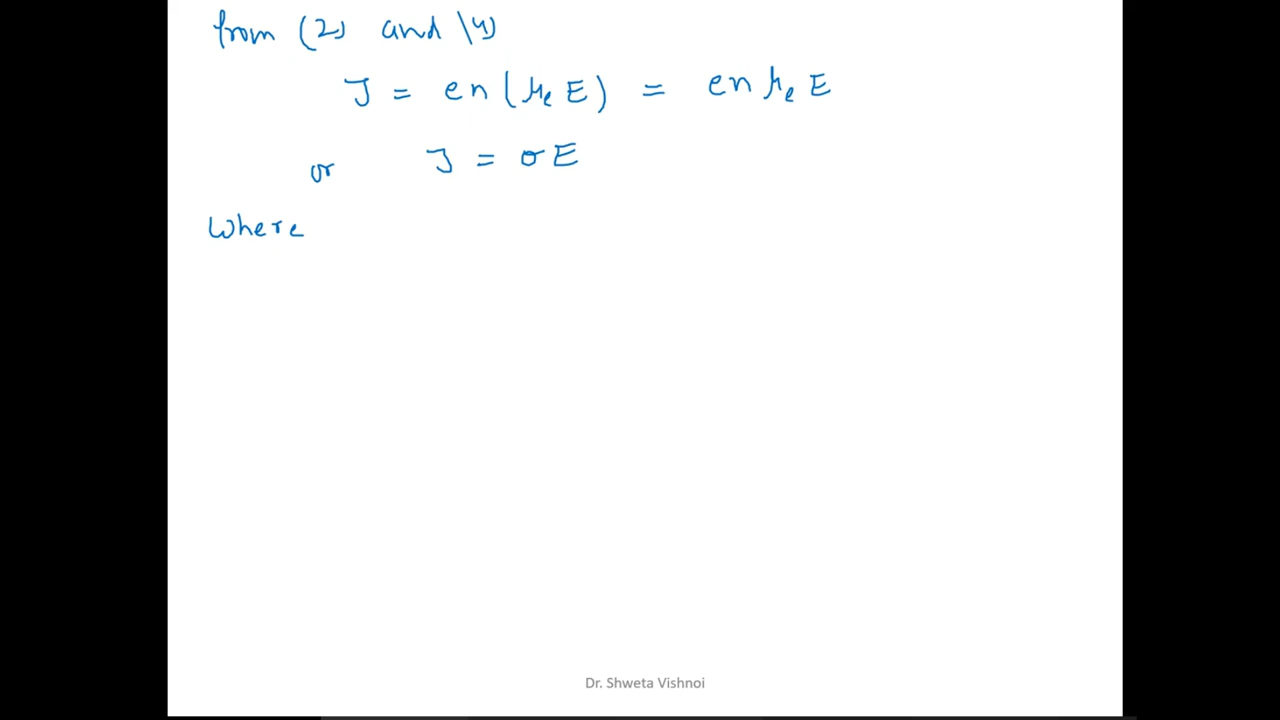 from (2) and (4)
J = en(μₑ E) = en μₑ E
or J = σE
Where
Dr. Shweta Vishnoi